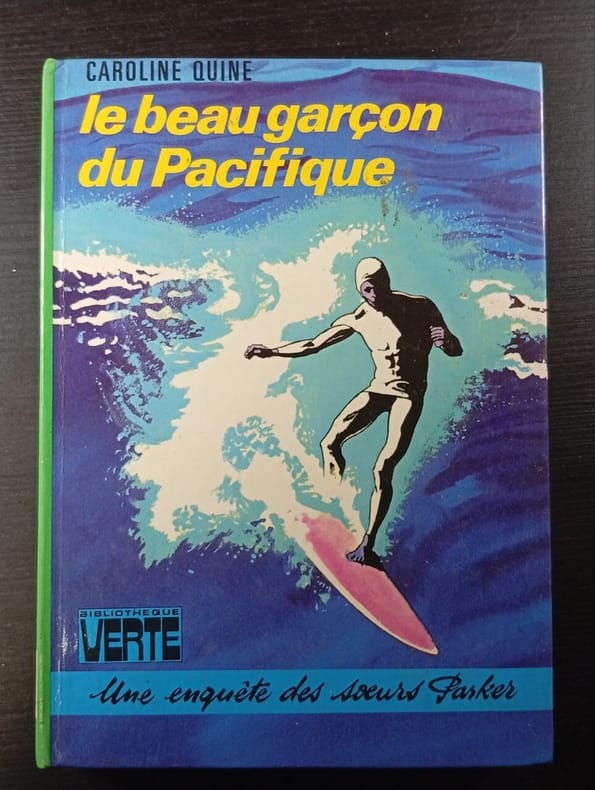 CAROLINE QUINE
le beau garçon
du Pacifique
BIBLIOTHEQUE
VERTE
Une enquête des sœurs Parker